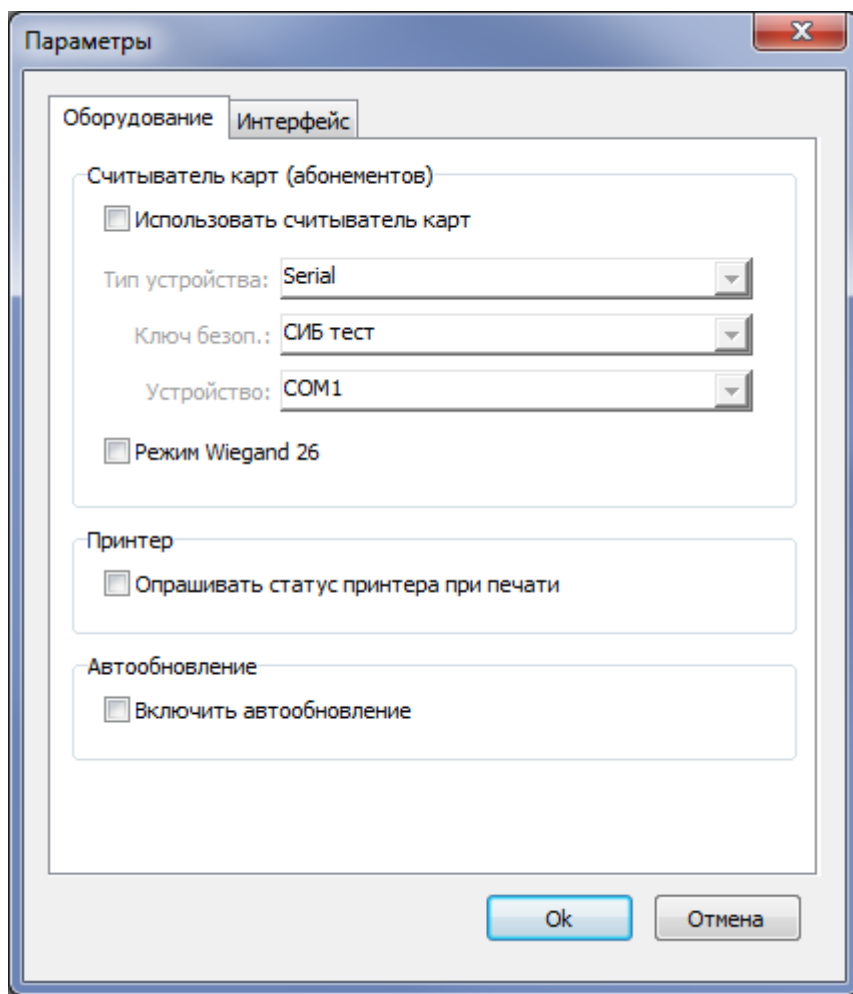 Параметры
Оборудование Интерфейс
Считыватель карт (абонементов)
Использовать считыватель карт
Тип устройства: Serial
Ключ безоп.: СИБ тест
Устройство: COM1
Режим Wiegand 26
Принтер
Опрашивать статус принтера при печати
Автообновление
Включить автообновление
Ok Отмена